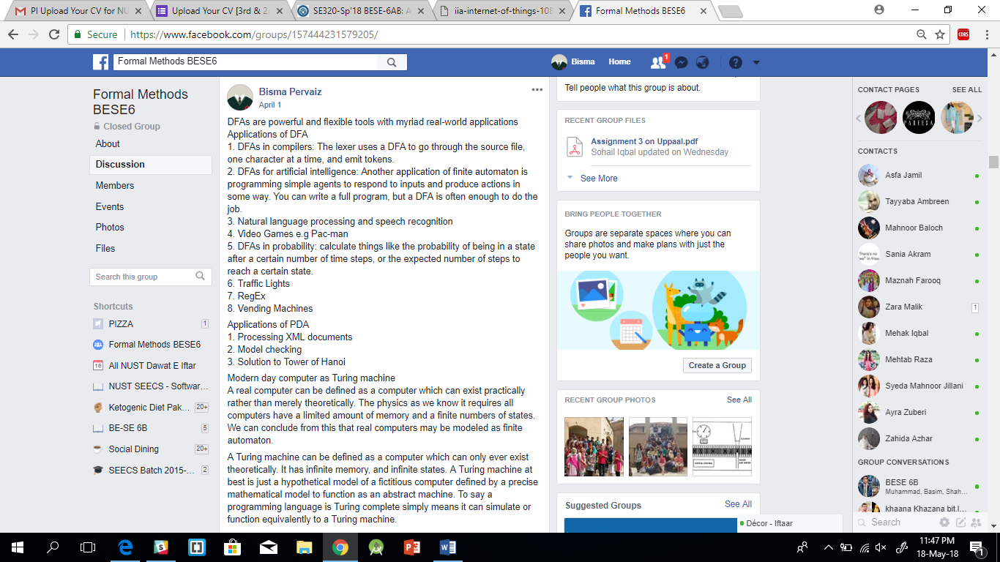 PI Upload Your CV for NU
Upload Your CV [3rd & 2
SE320-Sp'18 BESE-6AB: A
iia-internet-of-things-108
Formal Methods BESE6
Secure
https://www.facebook.com/groups/157444231579205/
CORS
Formal Methods BESE6
Bisma
Home
1
Formal Methods
BESE6
Closed Group
About
Discussion
Members
Events
Photos
Files
Search this group
Shortcuts
PIZZA
1
Formal Methods BESE6
18
All NUST Dawat E Iftar
NUST SEECS - Softwar...
Ketogenic Diet Pak...
20+
BE-SE 6B
5
Social Dining
20+
SEECS Batch 2015-...
2
Bisma Pervaiz
April 1
DFAs are powerful and flexible tools with myriad real-world applications
Applications of DFA
1. DFAs in compilers: The lexer uses a DFA to go through the source file,
one character at a time, and emit tokens.
2. DFAs for artificial intelligence: Another application of finite automaton is
programming simple agents to respond to inputs and produce actions in
some way. You can write a full program, but a DFA is often enough to do the
job.
3. Natural language processing and speech recognition
4. Video Games e.g Pac-man
5. DFAs in probability: calculate things like the probability of being in a state
after a certain number of time steps, or the expected number of steps to
reach a certain state.
6. Traffic Lights
7. RegEx
8. Vending Machines
Applications of PDA
1. Processing XML documents
2. Model checking
3. Solution to Tower of Hanoi
Modern day computer as Turing machine
A real computer can be defined as a computer which can exist practically
rather than merely theoretically. The physics as we know it requires all
computers have a limited amount of memory and a finite numbers of states.
We can conclude from this that real computers may be modeled as finite
automaton.
A Turing machine can be defined as a computer which can only ever exist
theoretically. It has infinite memory, and infinite states. A Turing machine at
best is just a hypothetical model of a fictitious computer defined by a precise
mathematical model to function as an abstract machine. To say a
programming language is Turing complete simply means it can simulate or
function equivalently to a Turing machine.
Tell people what this group is about.
RECENT GROUP FILES
Assignment 3 on Uppaal.pdf
Sohail Iqbal updated on Wednesday
See More
BRING PEOPLE TOGETHER
Groups are separate spaces where you can
share photos and make plans with just the
people you want.
Create a Group
RECENT GROUP PHOTOS
See All
Suggested Groups
See All
Décor - Iftaar
CONTACT PAGES
SEE ALL
PAREESA
CONTACTS
Asfa Jamil
Tayyaba Ambreen
Mahnoor Baloch
There's no
"we" in fries
Sania Akram
Maznah Farooq
Zara Malik
1
Mehak Iqbal
Mehtab Raza
Syeda Mahnoor Jillani
Ayra Zuberi
Zahida Azhar
GROUP CONVERSATIONS
BESE 6B
Muhammad, Basim, Shah...
khaana Khazana bit.l...
Search
11:47 PM
18-May-18
1